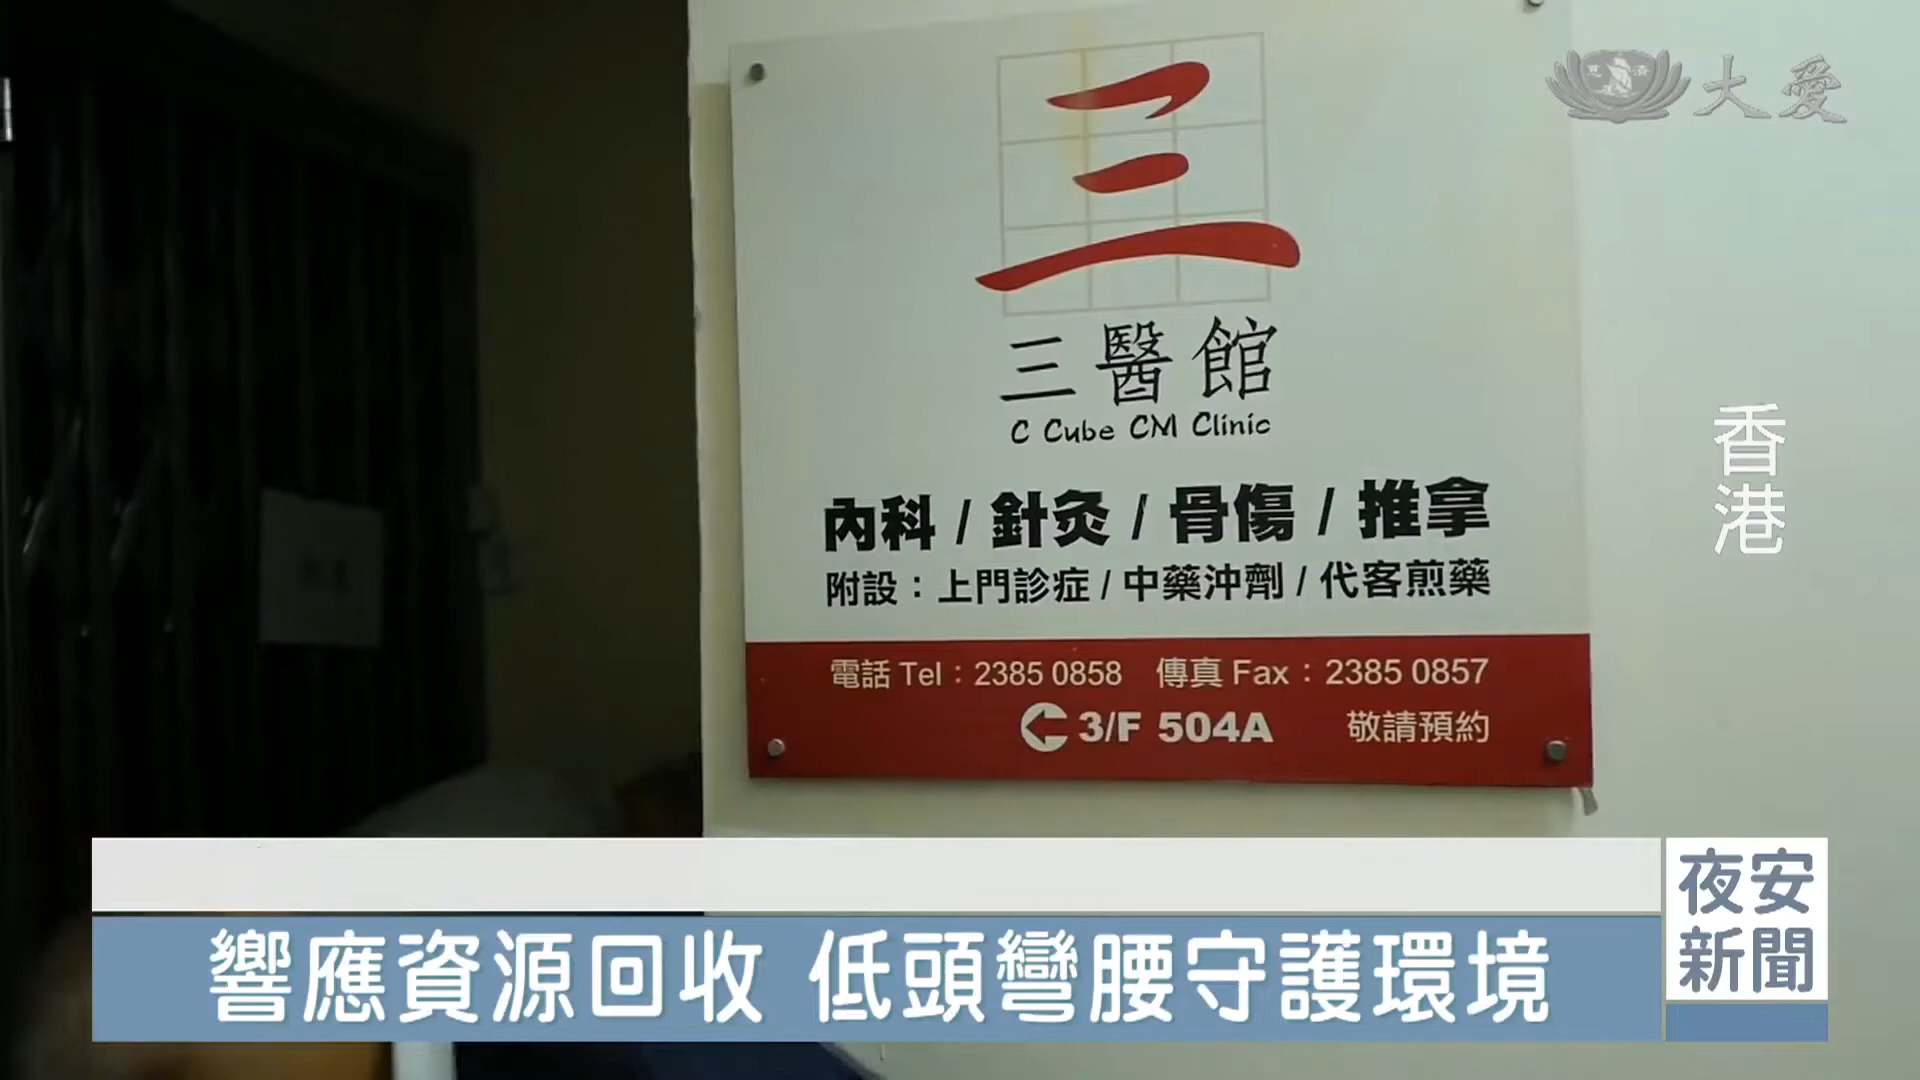 大愛
三
三醫館
C Cube CM Clinic
內科 / 針灸 / 骨傷 / 推拿
附設：上門診症 / 中藥沖劑 / 代客煎藥
電話 Tel：2385 0858 傳真 Fax：2385 0857
3/F 504A 敬請預約
香港
響應資源回收 低頭彎腰守護環境
夜安
新聞